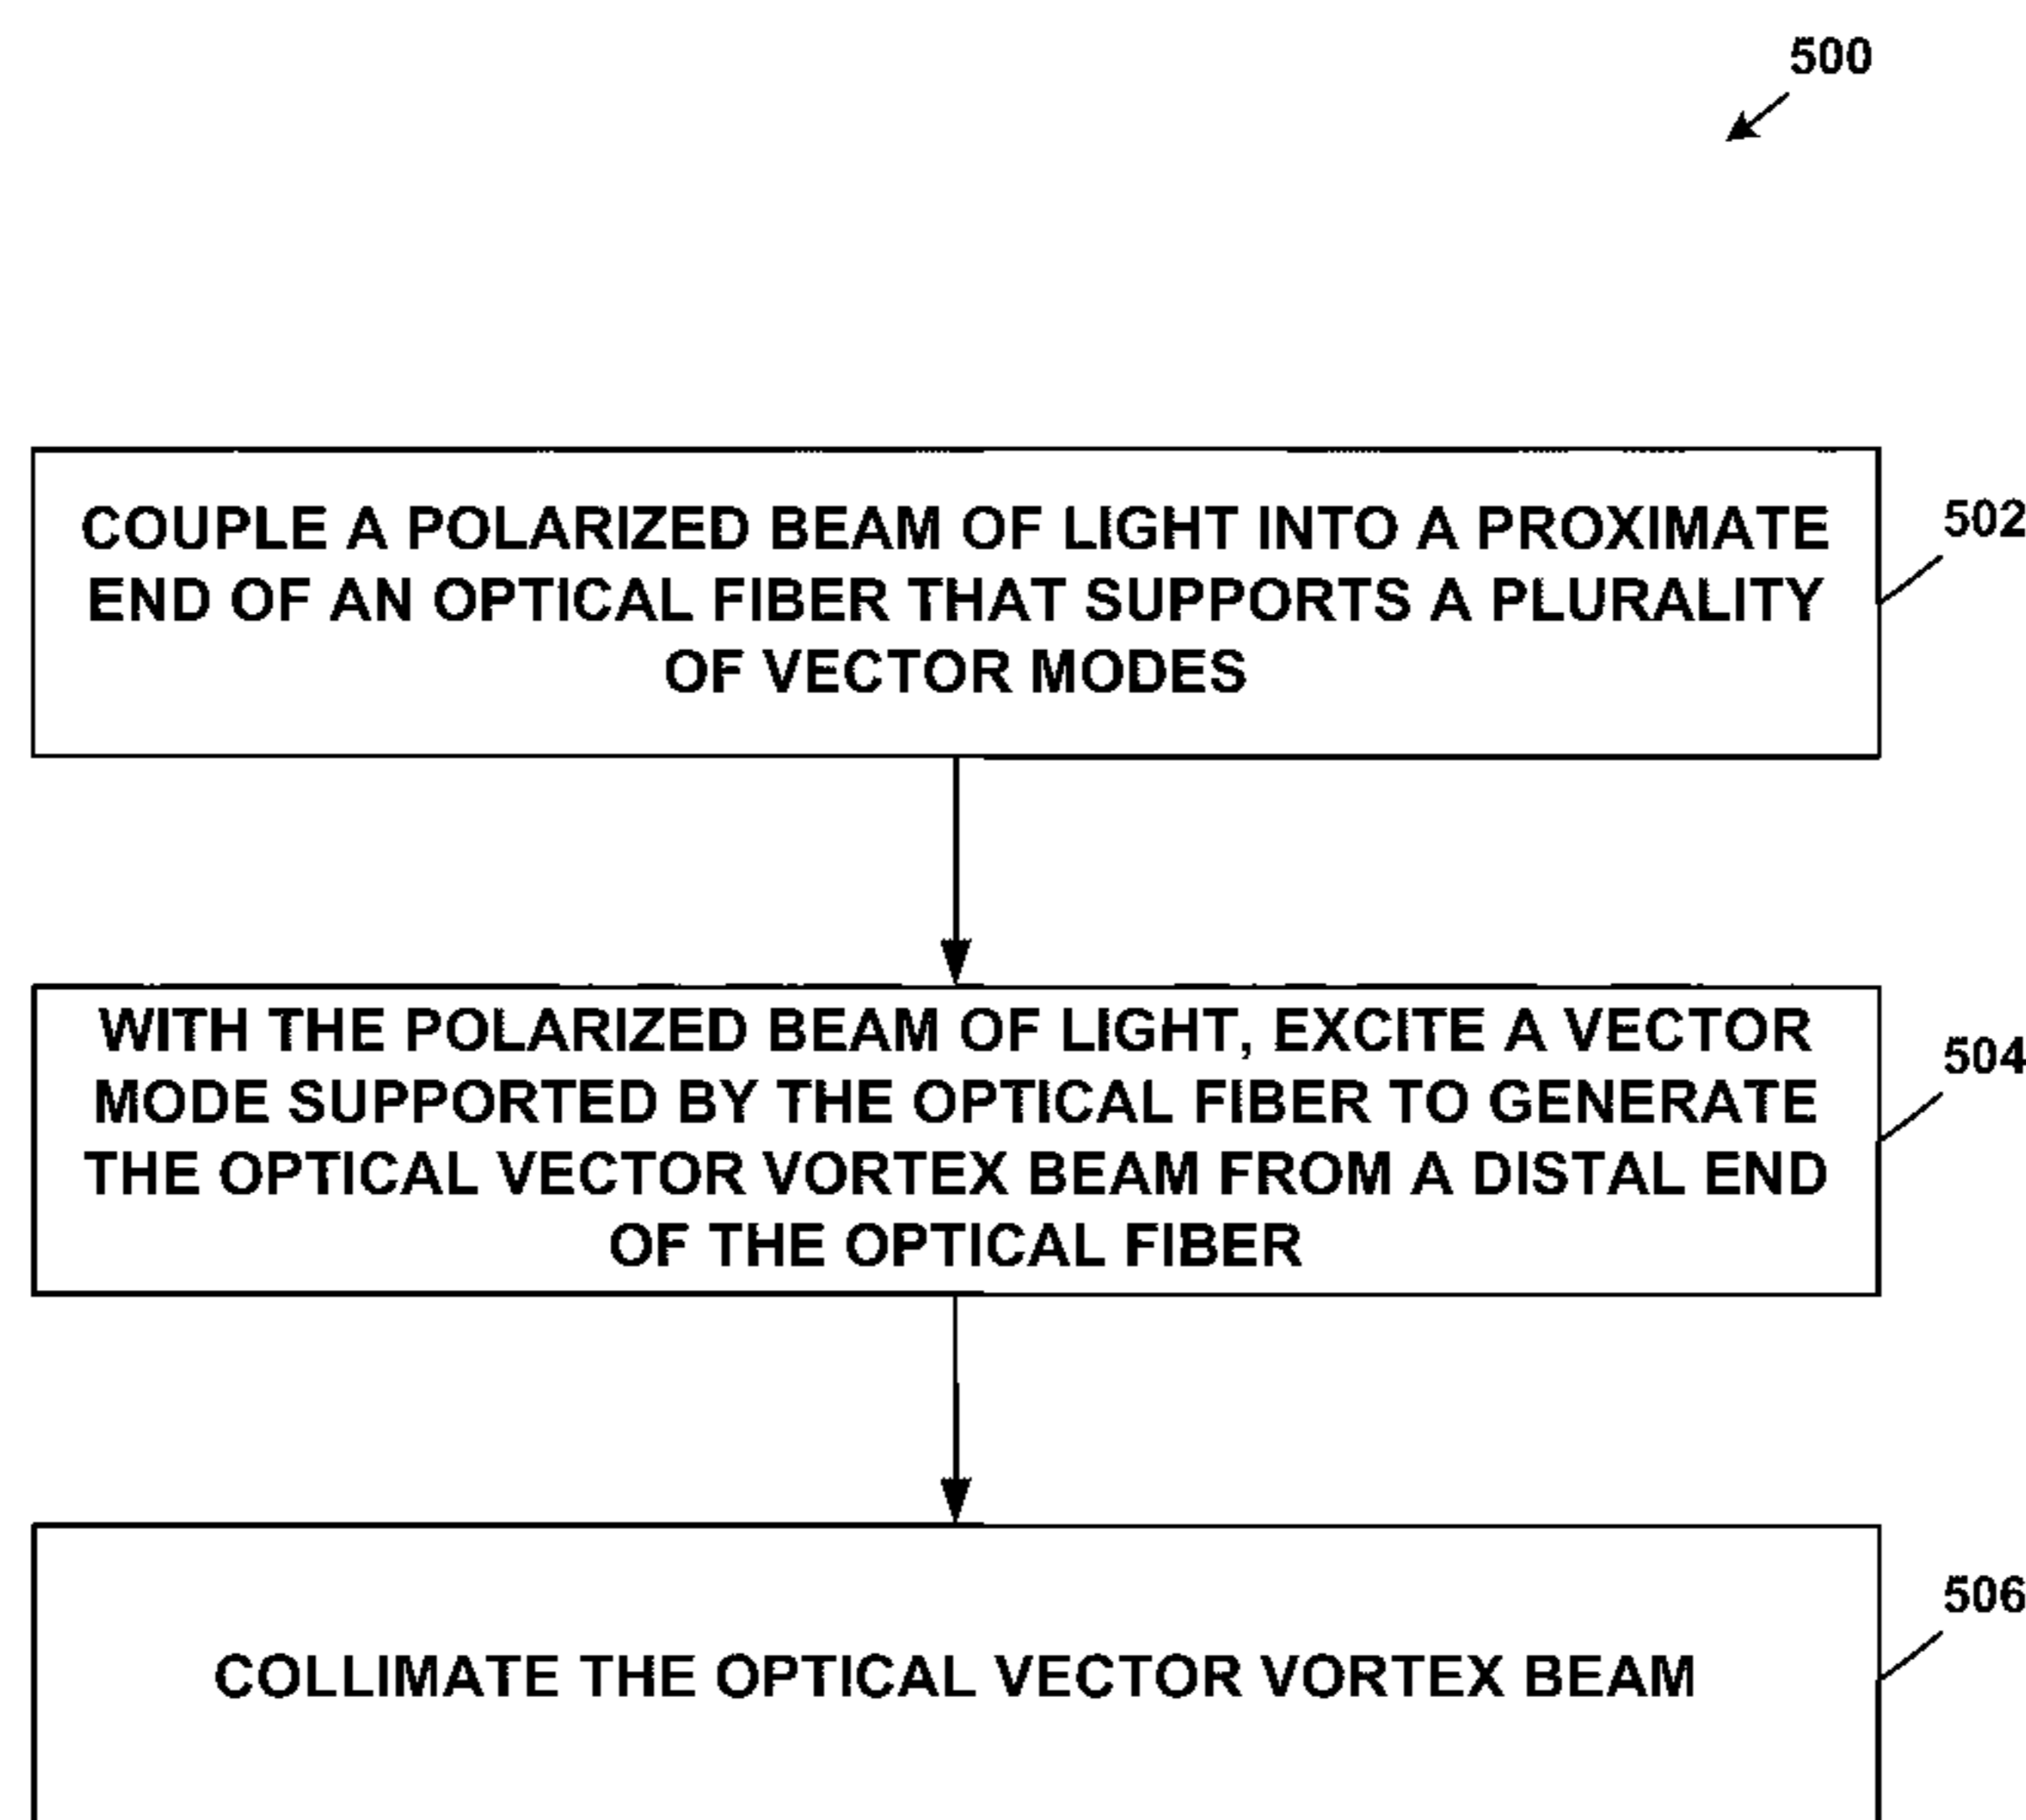 500
COUPLE A POLARIZED BEAM OF LIGHT INTO A PROXIMATE
END OF AN OPTICAL FIBER THAT SUPPORTS A PLURALITY
OF VECTOR MODES
502
WITH THE POLARIZED BEAM OF LIGHT, EXCITE A VECTOR
MODE SUPPORTED BY THE OPTICAL FIBER TO GENERATE
THE OPTICAL VECTOR VORTEX BEAM FROM A DISTAL END
OF THE OPTICAL FIBER
504
COLLIMATE THE OPTICAL VECTOR VORTEX BEAM
506